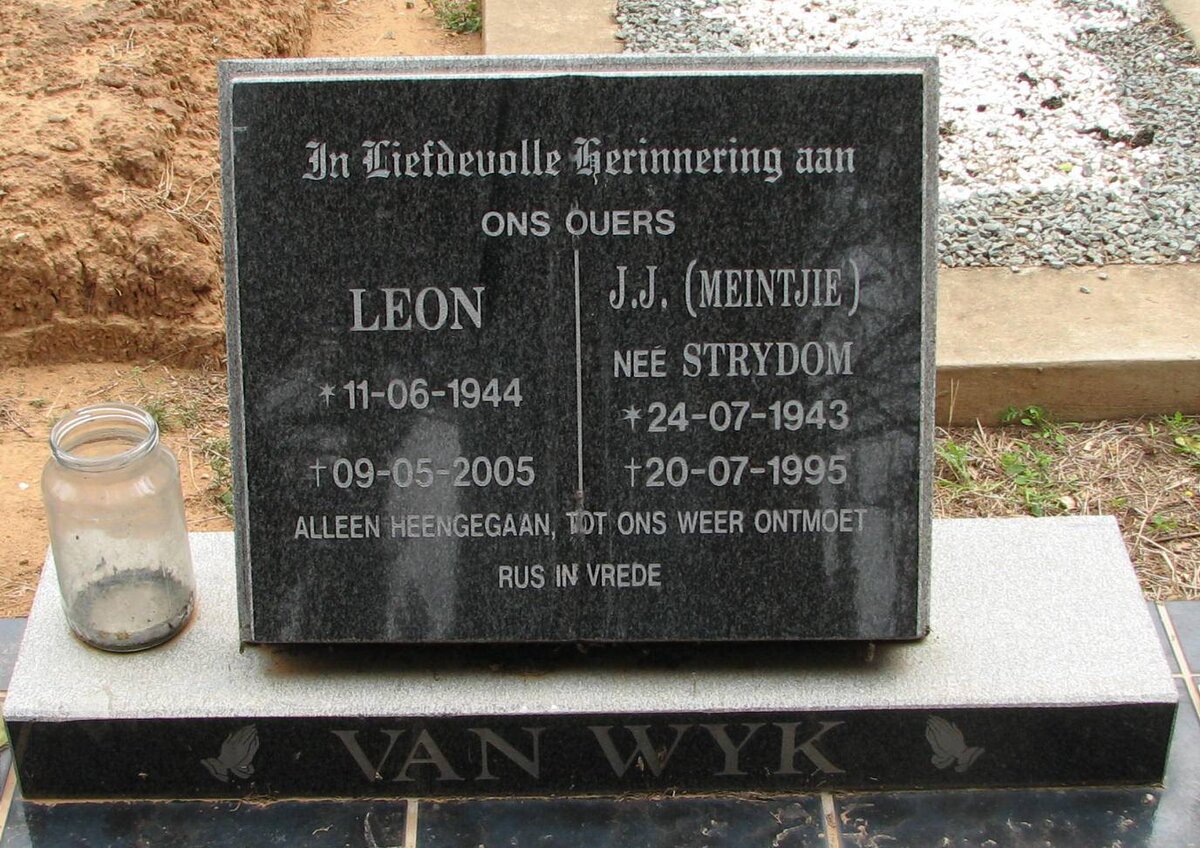 In Liefdevolle Herinnering aan
ONS OUERS
LEON
*11-06-1944
†09-05-2005
J.J. (MEINTJIE)
NEÉ STRYDOM
*24-07-1943
†20-07-1995
ALLEEN HEENGEGAAN, TOT ONS WEER ONTMOET
RUS IN VREDE
VAN WYK